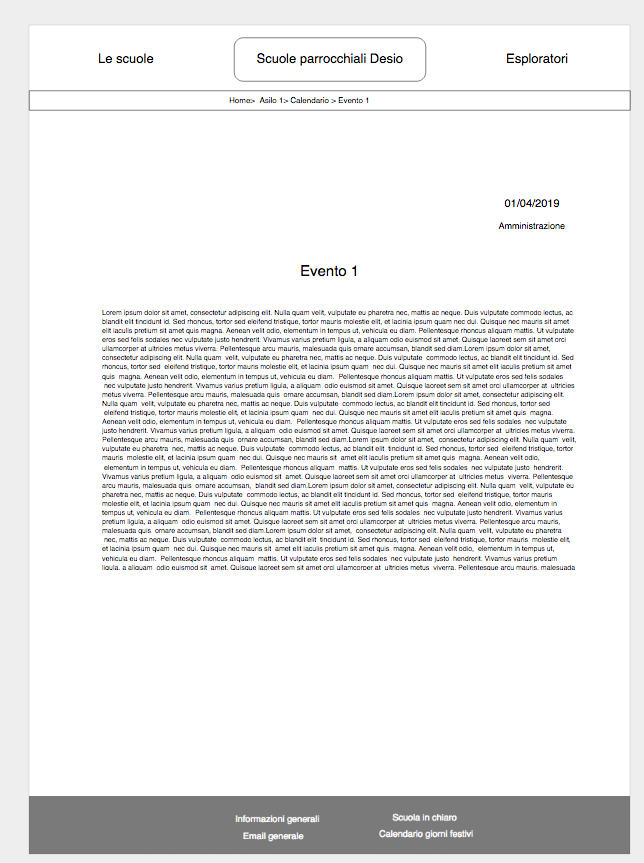 Le scuole
Scuole parrocchiali Desio
Esploratori
Home> Asilo 1> Calendario > Evento 1
01/04/2019
Amministrazione
Evento 1
Lorem ipsum dolor sit amet, consectetur adipiscing elit. Nulla quam velit, vulputate eu pharetra nec, mattis ac neque. Duis vulputate commodo lectus, ac
blandit elit tincidunt id. Sed rhoncus, tortor sed eleifend tristique, tortor mauris molestie elit, et lacinia ipsum quam nec dui. Quisque nec mauris sit amet
elit iaculis pretium sit amet quis magna. Aenean velit odio, elementum in tempus ut, vehicula eu diam. Pellentesque rhoncus aliquam mattis. Ut vulputate
eros sed felis sodales nec vulputate justo hendrerit. Vivamus varius pretium ligula, a aliquam odio euismod sit amet. Quisque laoreet sem sit amet orci
ullamcorper at ultricies metus viverra. Pellentesque arcu mauris, malesuada quis ornare accumsan, blandit sed diam.Lorem ipsum dolor sit amet,
consectetur adipiscing elit. Nulla quam velit, vulputate eu pharetra nec, mattis ac neque. Duis vulputate commodo lectus, ac blandit elit tincidunt id. Sed
rhoncus, tortor sed eleifend tristique, tortor mauris molestie elit, et lacinia ipsum quam nec dui. Quisque nec mauris sit amet elit iaculis pretium sit amet
quis magna. Aenean velit odio, elementum in tempus ut, vehicula eu diam. Pellentesque rhoncus aliquam mattis. Ut vulputate eros sed felis sodales
nec vulputate justo hendrerit. Vivamus varius pretium ligula, a aliquam odio euismod sit amet. Quisque laoreet sem sit amet orci ullamcorper at ultricies
metus viverra. Pellentesque arcu mauris, malesuada quis ornare accumsan, blandit sed diam.Lorem ipsum dolor sit amet, consectetur adipiscing elit.
Nulla quam velit, vulputate eu pharetra nec, mattis ac neque. Duis vulputate commodo lectus, ac blandit elit tincidunt id. Sed rhoncus, tortor sed
eleifend tristique, tortor mauris molestie elit, et lacinia ipsum quam nec dui. Quisque nec mauris sit amet elit iaculis pretium sit amet quis magna.
Aenean velit odio, elementum in tempus ut, vehicula eu diam. Pellentesque rhoncus aliquam mattis. Ut vulputate eros sed felis sodales nec vulputate
justo hendrerit. Vivamus varius pretium ligula, a aliquam odio euismod sit amet. Quisque laoreet sem sit amet orci ullamcorper at ultricies metus viverra.
Pellentesque arcu mauris, malesuada quis ornare accumsan, blandit sed diam.Lorem ipsum dolor sit amet, consectetur adipiscing elit. Nulla quam velit,
vulputate eu pharetra nec, mattis ac neque. Duis vulputate commodo lectus, ac blandit elit tincidunt id. Sed rhoncus, tortor sed eleifend tristique, tortor
mauris molestie elit, et lacinia ipsum quam nec dui. Quisque nec mauris sit amet elit iaculis pretium sit amet quis magna. Aenean velit odio,
elementum in tempus ut, vehicula eu diam. Pellentesque rhoncus aliquam mattis. Ut vulputate eros sed felis sodales nec vulputate justo hendrerit.
Vivamus varius pretium ligula, a aliquam odio euismod sit amet. Quisque laoreet sem sit amet orci ullamcorper at ultricies metus viverra. Pellentesque
arcu mauris, malesuada quis ornare accumsan, blandit sed diam.Lorem ipsum dolor sit amet, consectetur adipiscing elit. Nulla quam velit, vulputate eu
pharetra nec, mattis ac neque. Duis vulputate commodo lectus, ac blandit elit tincidunt id. Sed rhoncus, tortor sed eleifend tristique, tortor mauris
molestie elit, et lacinia ipsum quam nec dui. Quisque nec mauris sit amet elit iaculis pretium sit amet quis magna. Aenean velit odio, elementum in
tempus ut, vehicula eu diam. Pellentesque rhoncus aliquam mattis. Ut vulputate eros sed felis sodales nec vulputate justo hendrerit. Vivamus varius
pretium ligula, a aliquam odio euismod sit amet. Quisque laoreet sem sit amet orci ullamcorper at ultricies metus viverra. Pellentesque arcu mauris,
malesuada quis ornare accumsan, blandit sed diam.Lorem ipsum dolor sit amet, consectetur adipiscing elit. Nulla quam velit, vulputate eu pharetra
nec, mattis ac neque. Duis vulputate commodo lectus, ac blandit elit tincidunt id. Sed rhoncus, tortor sed eleifend tristique, tortor mauris molestie elit,
et lacinia ipsum quam nec dui. Quisque nec mauris sit amet elit iaculis pretium sit amet quis magna. Aenean velit odio, elementum in tempus ut,
vehicula eu diam. Pellentesque rhoncus aliquam mattis. Ut vulputate eros sed felis sodales nec vulputate justo hendrerit. Vivamus varius pretium
ligula, a aliquam odio euismod sit amet. Quisque laoreet sem sit amet orci ullamcorper at ultricies metus viverra. Pellentesque arcu mauris, malesuada
Informazioni generali
Scuola in chiaro
Email generale
Calendario giorni festivi